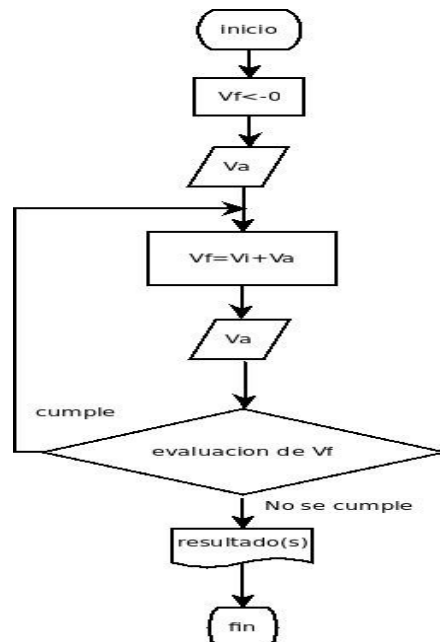 inicio
Vf<-0
Va
Vf=Vi+Va
Va
cumple
evaluacion de Vf
No se cumple
resultado(s)
fin